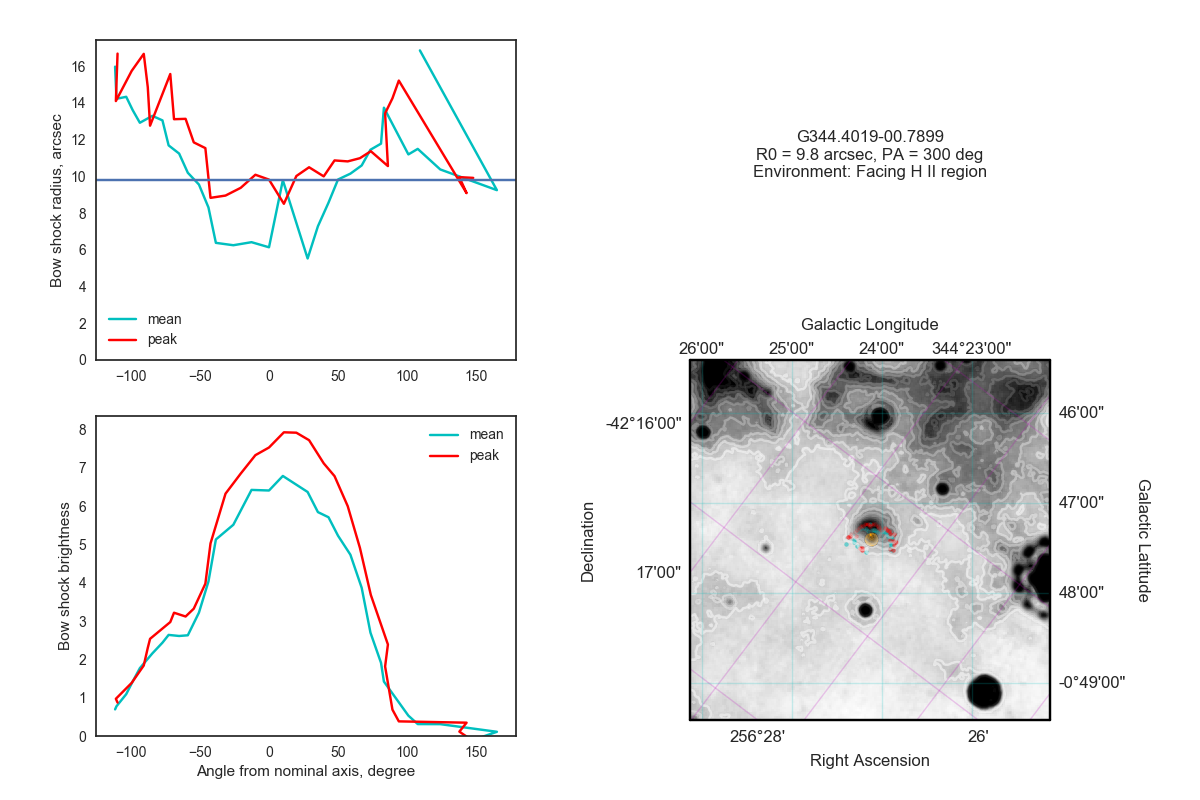 16
14
12
10
8
6
4
2
0
Bow shock radius, arcsec
mean
peak
−100
−50
0
50
100
150
8
7
6
5
4
3
2
1
0
Bow shock brightness
mean
peak
−100
−50
0
50
100
150
Angle from nominal axis, degree
G344.4019-00.7899
R0 = 9.8 arcsec, PA = 300 deg
Environment: Facing H II region
Galactic Longitude
26'00" 25'00" 24'00" 344°23'00"
-42°16'00"
17'00"
Declination
46'00"
47'00"
48'00"
-0°49'00"
Galactic Latitude
256°28' 26'
Right Ascension